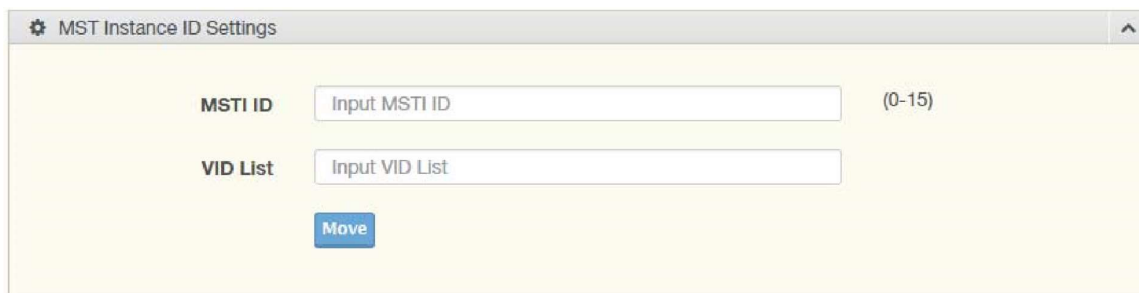 MST Instance ID Settings
MSTI ID Input MSTI ID (0-15)
VID List Input VID List
Move